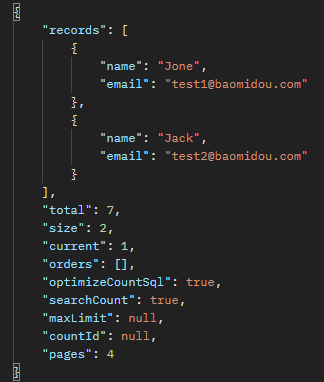 {
"records": [
{
"name": "Jone",
"email": "test1@baomidou.com"
},
{
"name": "Jack",
"email": "test2@baomidou.com"
}
],
"total": 7,
"size": 2,
"current": 1,
"orders": [],
"optimizeCountSql": true,
"searchCount": true,
"maxLimit": null,
"countId": null,
"pages": 4
}